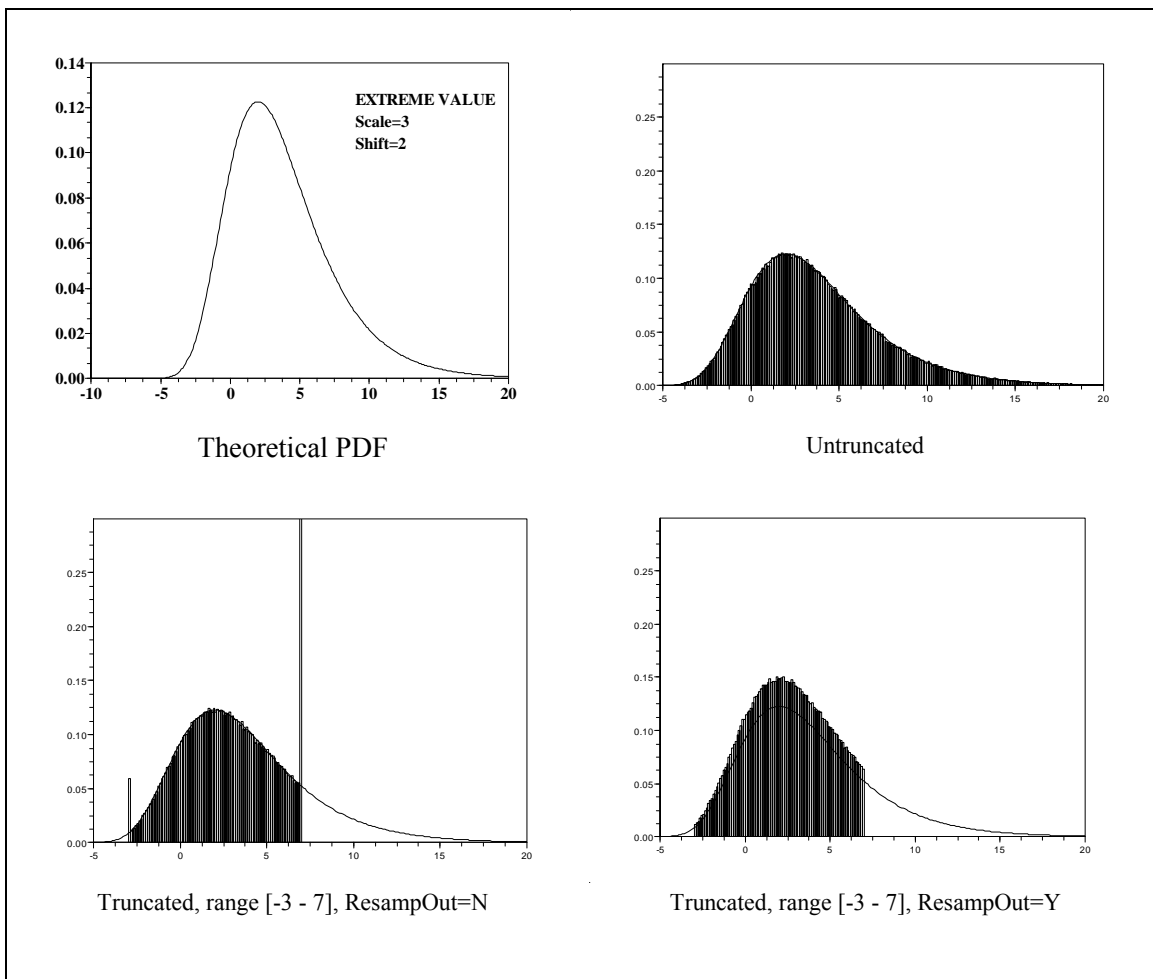 0.14
0.12
0.10
0.08
0.06
0.04
0.02
0.00
-10 -5 0 5 10 15 20
EXTREME VALUE
Scale=3
Shift=2
Theoretical PDF
0.25
0.20
0.15
0.10
0.05
0.00
-5 0 5 10 15 20
Untruncated
0.25
0.20
0.15
0.10
0.05
0.00
-5 0 5 10 15 20
Truncated, range [-3 - 7], ResampOut=N
0.25
0.20
0.15
0.10
0.05
0.00
-5 0 5 10 15 20
Truncated, range [-3 - 7], ResampOut=Y